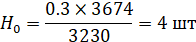 H₀ = (0.3 × 3674) / 3230 = 4 шт